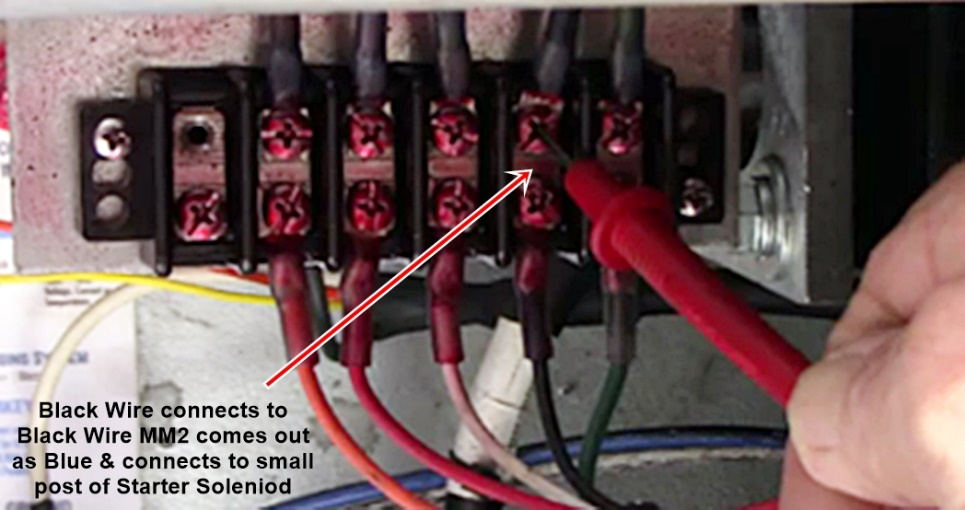 Black Wire connects to
Black Wire MM2 comes out
as Blue & connects to small
post of Starter Soleniod